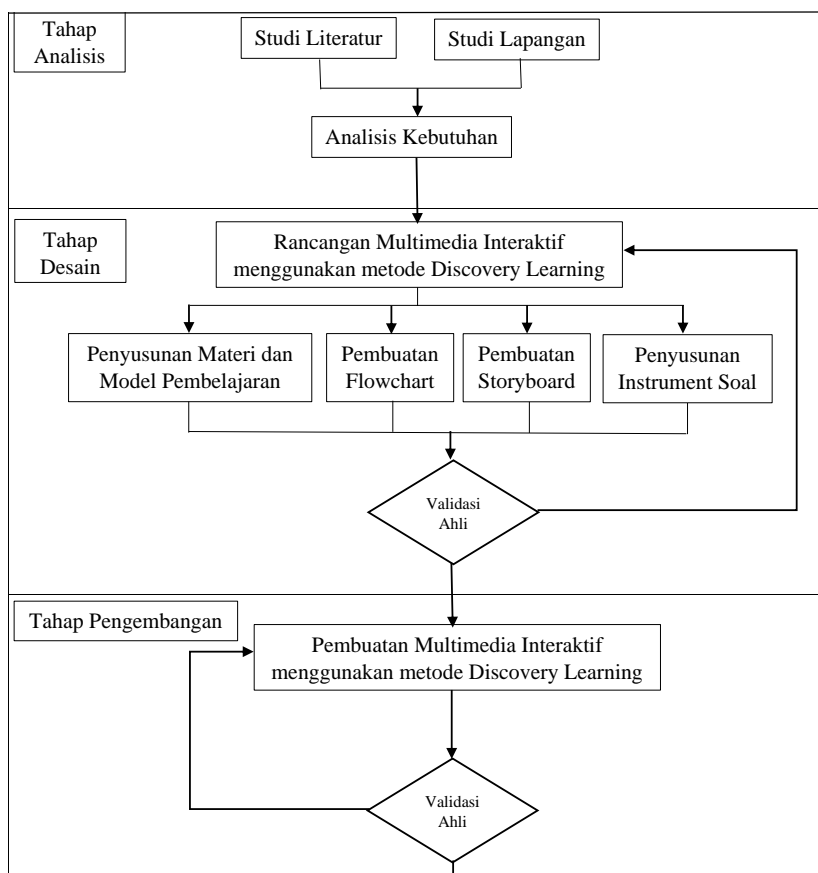 Tahap
Analisis
Studi Literatur
Studi Lapangan
Analisis Kebutuhan
Tahap
Desain
Rancangan Multimedia Interaktif
menggunakan metode Discovery Learning
Penyusunan Materi dan
Model Pembelajaran
Pembuatan
Flowchart
Pembuatan
Storyboard
Penyusunan
Instrument Soal
Validasi
Ahli
Tahap Pengembangan
Pembuatan Multimedia Interaktif
menggunakan metode Discovery Learning
Validasi
Ahli